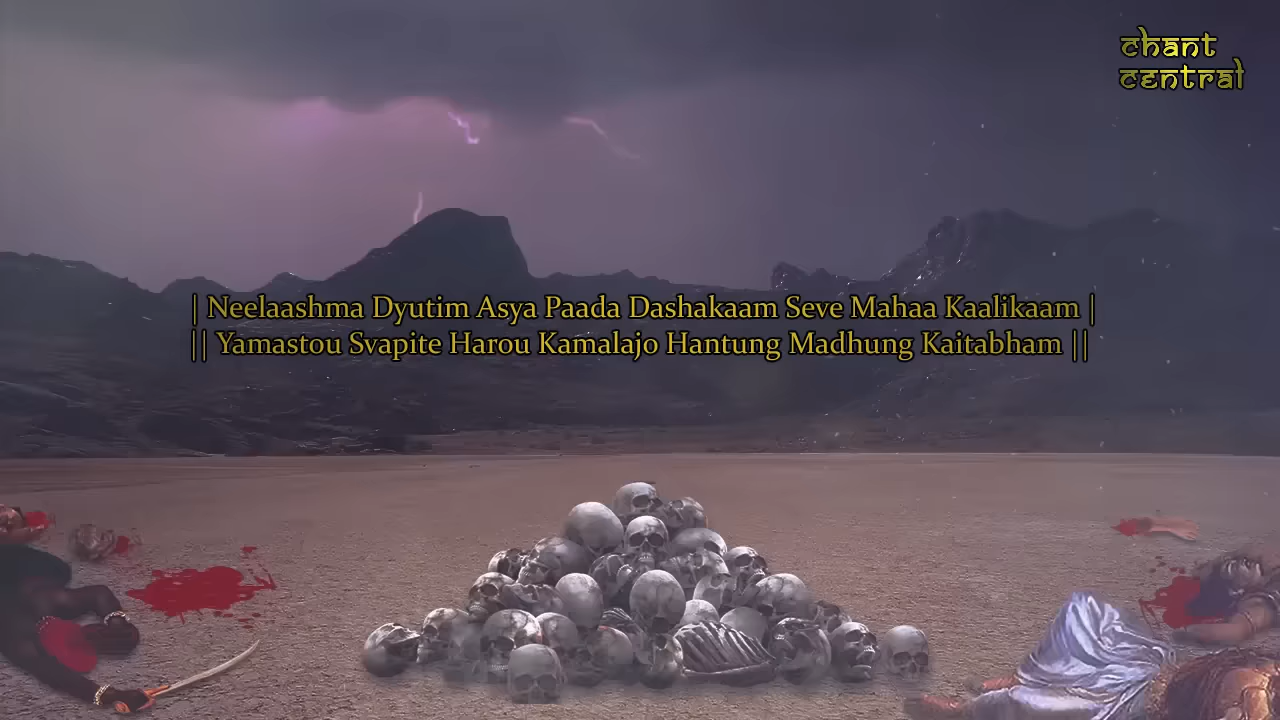 chant
central
| Neelaashma Dyutim Asya Paada Dashakaam Seve Mahaa Kaalikaam |
|| Yamastou Svapite Harou Kamalajo Hantung Madhung Kaitabham ||